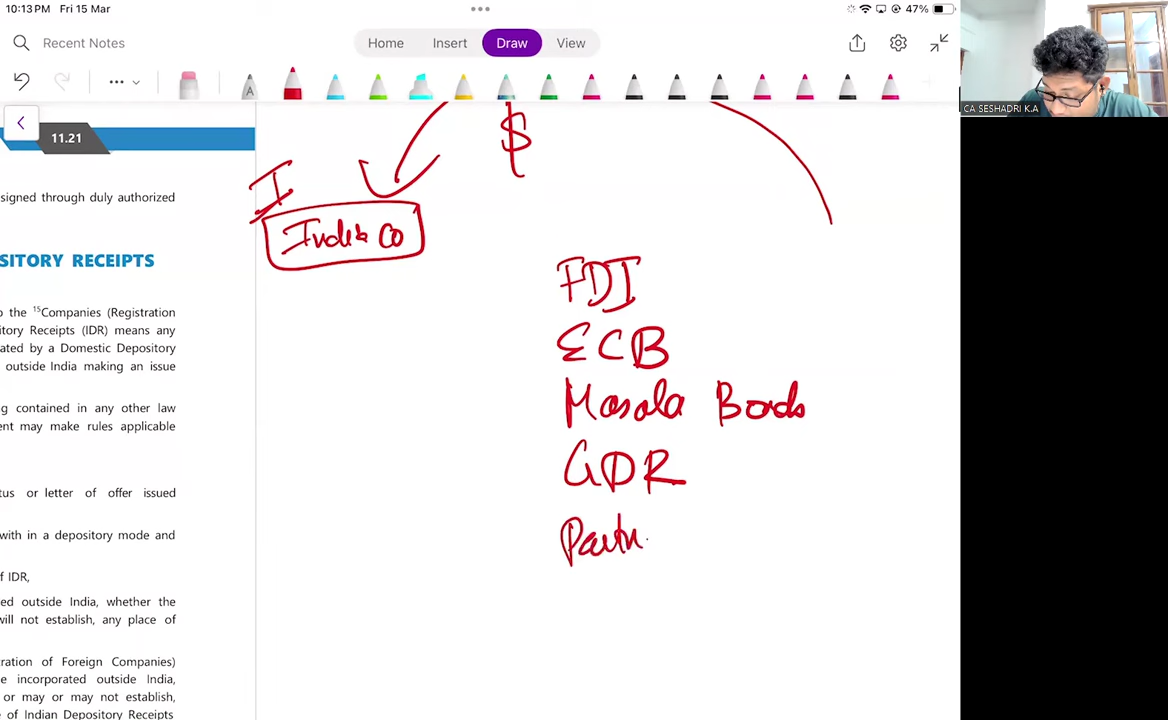 10:13 PM Fri 15 Mar
47%
Recent Notes
Home Insert Draw View
A
CA SESHADRI K.A
11.21
$
signed through duly authorized
I
India Co
SITORY RECEIPTS
FDI
o the 15Companies (Registration
itory Receipts (IDR) means any
ated by a Domestic Depository
outside India making an issue
ECB
Masala Bonds
g contained in any other law
ent may make rules applicable
GDR
tus or letter of offer issued
with in a depository mode and
Partn
f IDR,
ed outside India, whether the
will not establish, any place of
tration of Foreign Companies)
e incorporated outside India,
or may or may not establish,
e of Indian Depository Receipts